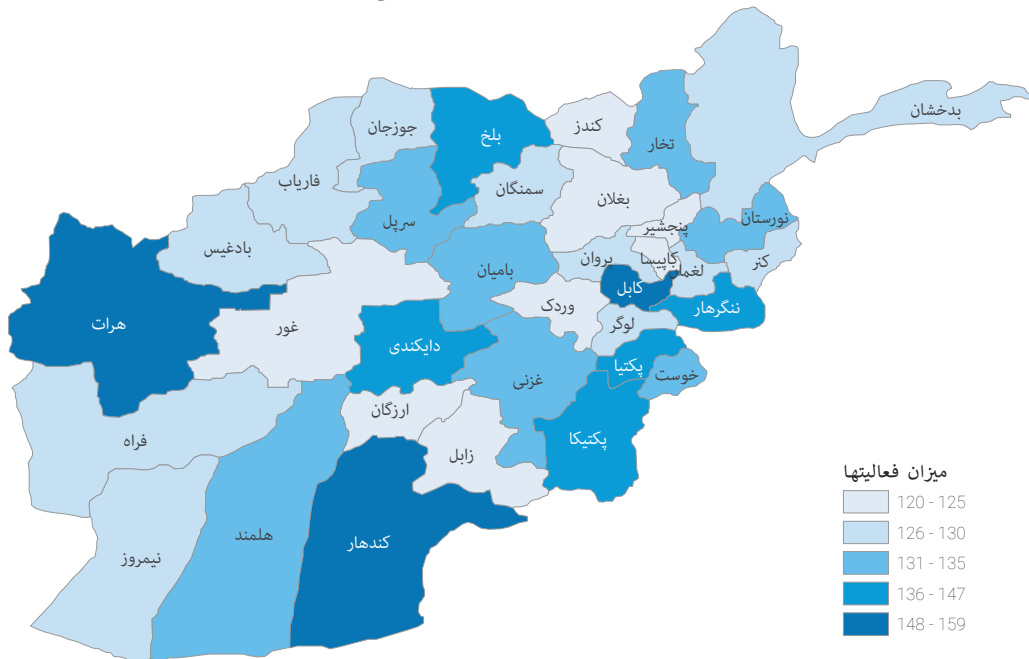 بدخشان
کندز
جوزجان
بلخ
تخار
فاریاب
سمنگان
بغلان
سرپل
نورستان
پنجشیر
بادغیس
پروان
کاپیسا
لغمان
کنر
بامیان
کابل
ننگرهار
وردک
هرات
غور
لوگر
دایکندی
پکتیا
خوست
غزنی
ارزگان
فراه
زابل
پکتیکا
هلمند
کندهار
نیمروز
میزان فعالیتها
120 - 125
126 - 130
131 - 135
136 - 147
148 - 159